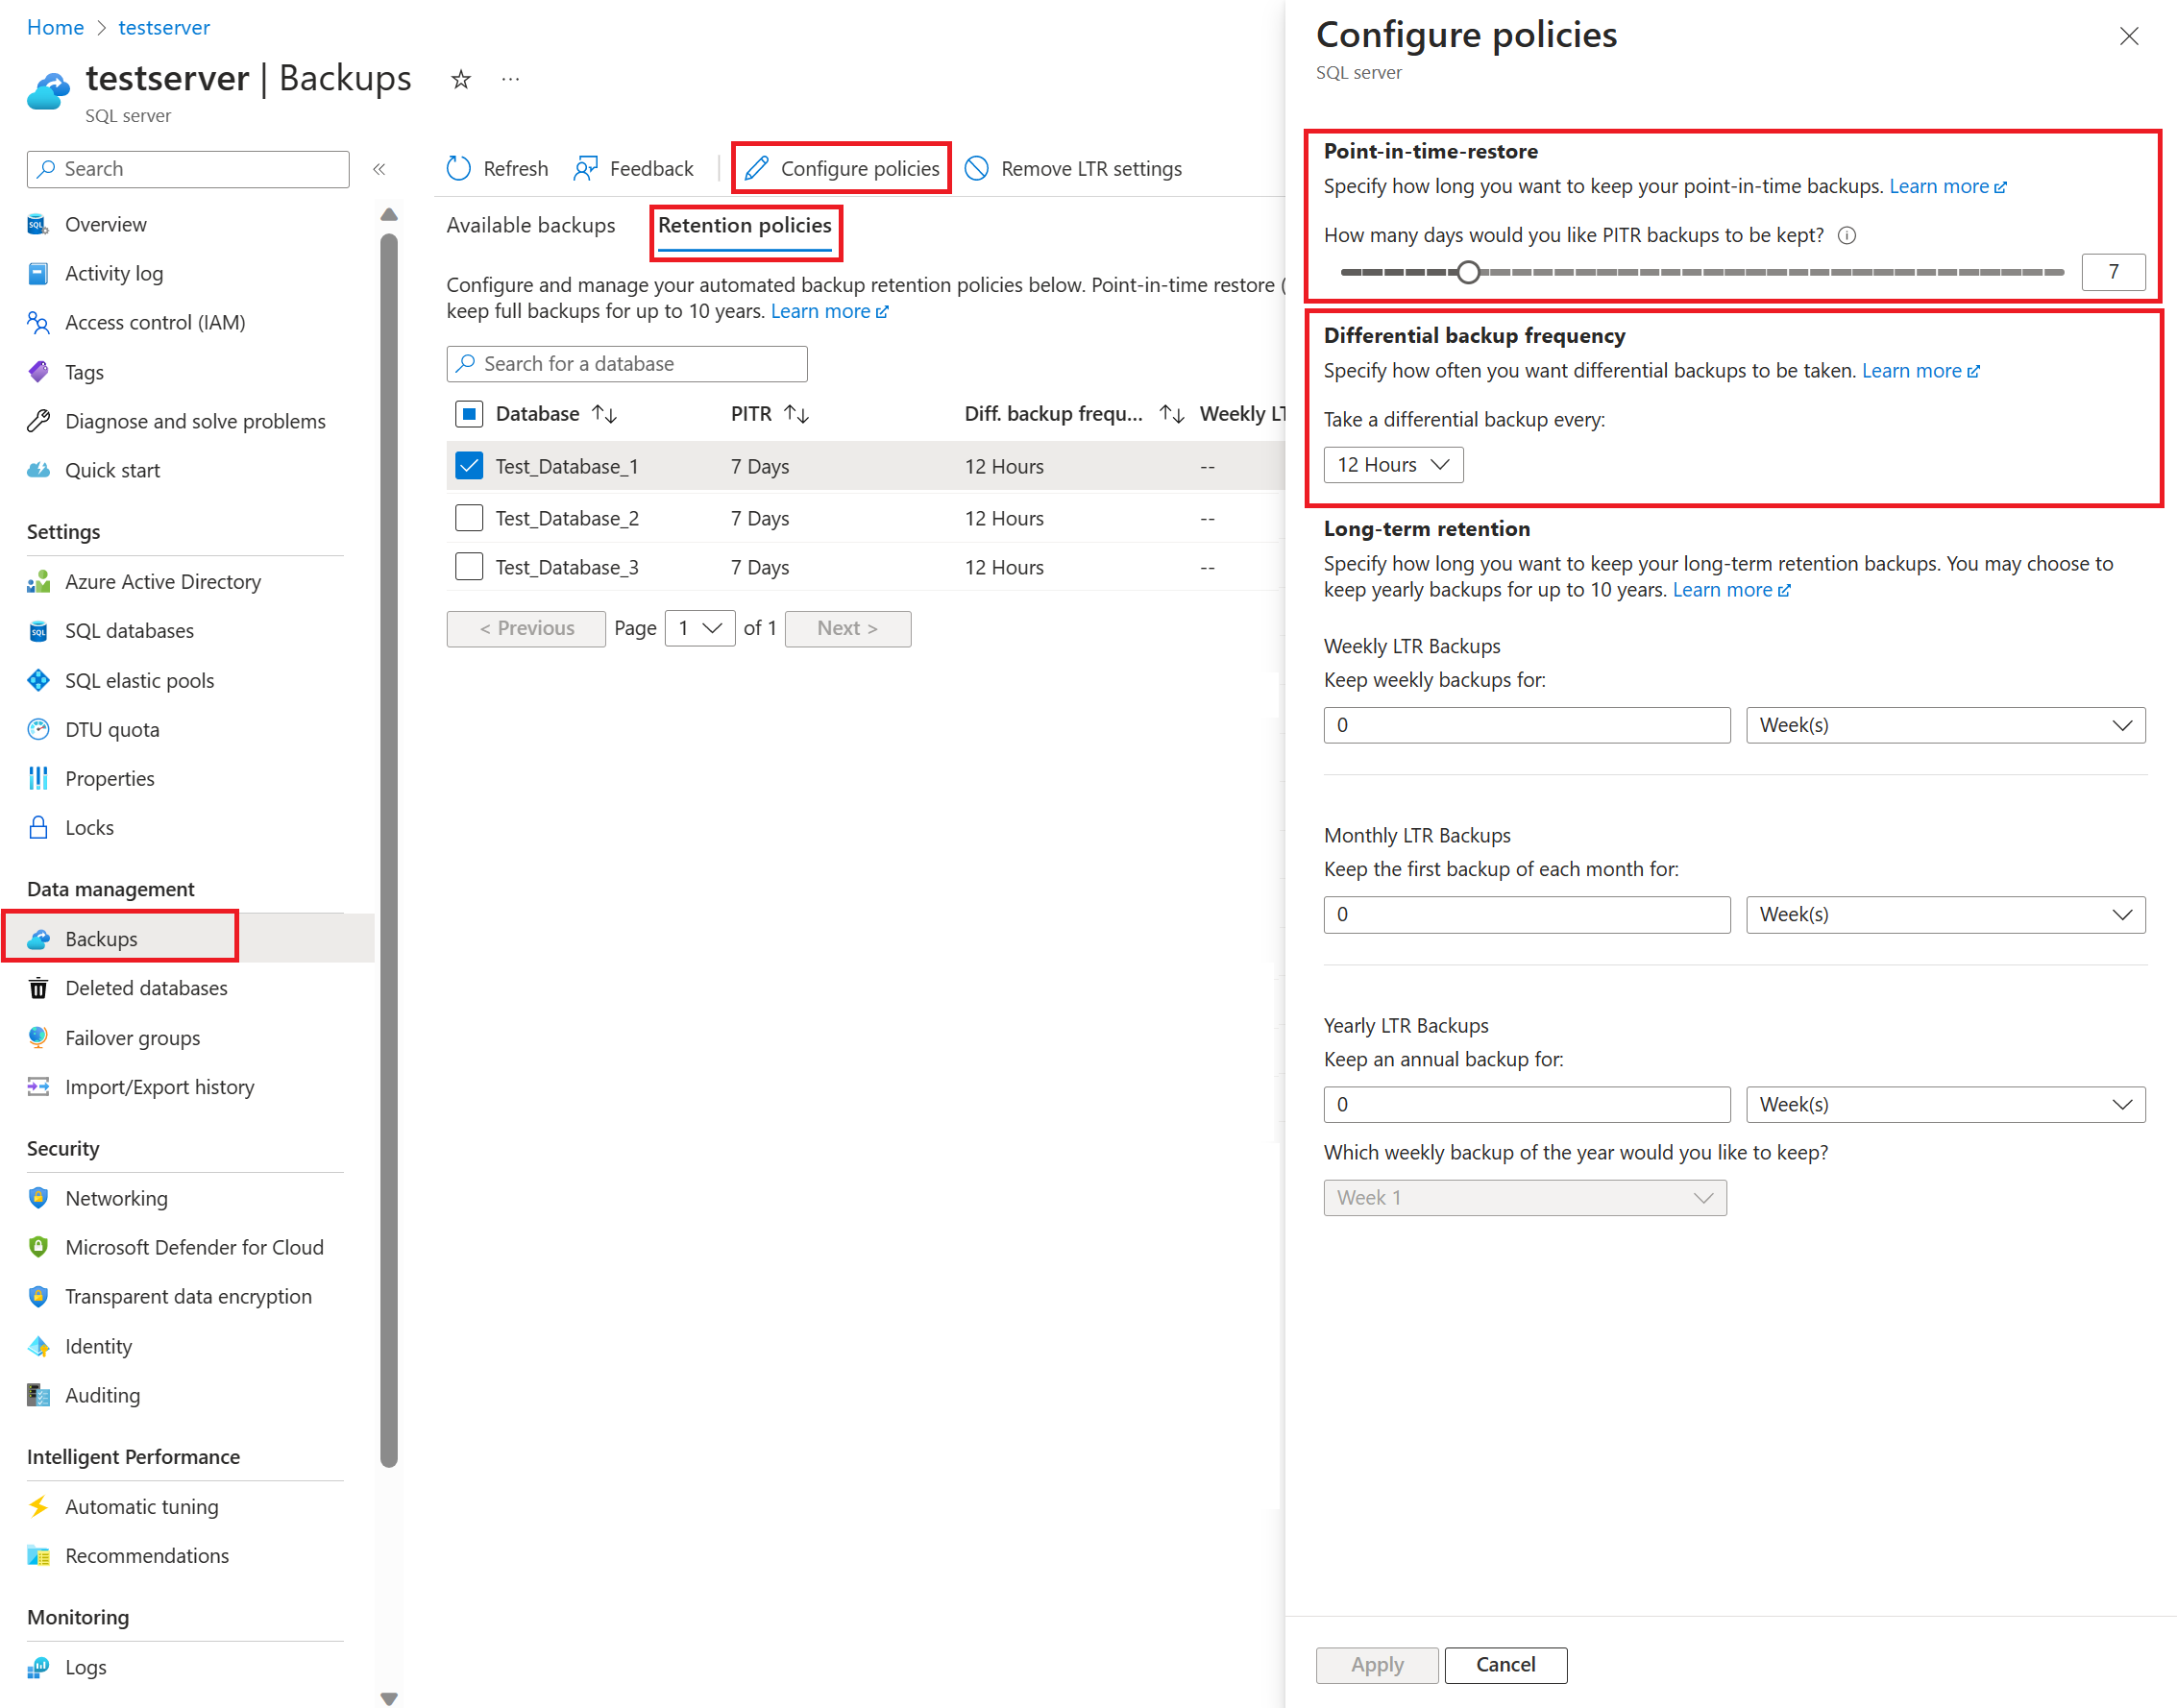 Home > testserver
testserver | Backups
SQL server
Search
Overview
Activity log
Access control (IAM)
Tags
Diagnose and solve problems
Quick start
Settings
Azure Active Directory
SQL databases
SQL elastic pools
DTU quota
Properties
Locks
Data management
Backups
Deleted databases
Failover groups
Import/Export history
Security
Networking
Microsoft Defender for Cloud
Transparent data encryption
Identity
Auditing
Intelligent Performance
Automatic tuning
Recommendations
Monitoring
Logs
Refresh Feedback Configure policies Remove LTR settings
Available backups Retention policies
Configure and manage your automated backup retention policies below. Point-in-time restore (
keep full backups for up to 10 years. Learn more
Search for a database
Database PITR Diff. backup frequ... Weekly LT
Test_Database_1 7 Days 12 Hours --
Test_Database_2 7 Days 12 Hours --
Test_Database_3 7 Days 12 Hours --
< Previous Page 1 of 1 Next >
Configure policies
SQL server
Point-in-time-restore
Specify how long you want to keep your point-in-time backups. Learn more
How many days would you like PITR backups to be kept?
7
Differential backup frequency
Specify how often you want differential backups to be taken. Learn more
Take a differential backup every:
12 Hours
Long-term retention
Specify how long you want to keep your long-term retention backups. You may choose to
keep yearly backups for up to 10 years. Learn more
Weekly LTR Backups
Keep weekly backups for:
0 Week(s)
Monthly LTR Backups
Keep the first backup of each month for:
0 Week(s)
Yearly LTR Backups
Keep an annual backup for:
0 Week(s)
Which weekly backup of the year would you like to keep?
Week 1
Apply Cancel